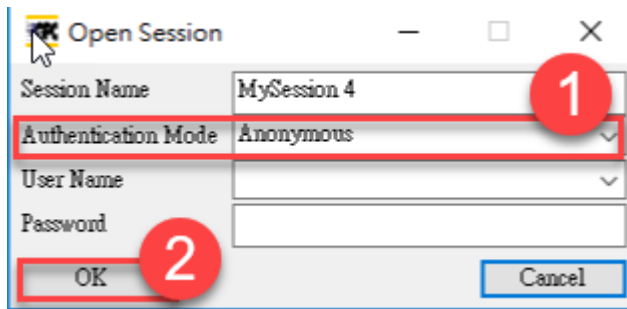 Open Session
Session Name MySession 4
1
Authentication Mode Anonymous
User Name
Password
2
OK Cancel